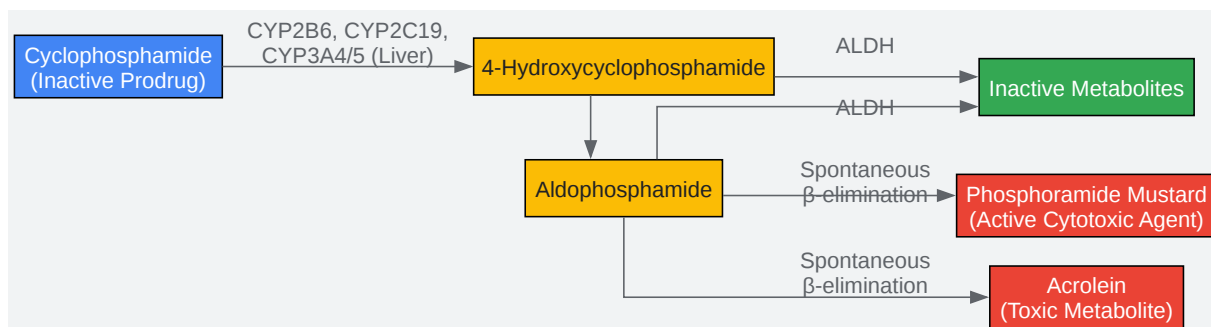 Cyclophosphamide
(Inactive Prodrug)
CYP2B6, CYP2C19,
CYP3A4/5 (Liver)
4-Hydroxycyclophosphamide
ALDH
Inactive Metabolites
ALDH
Aldophosphamide
Spontaneous
β-elimination
Phosphoramide Mustard
(Active Cytotoxic Agent)
Spontaneous
β-elimination
Acrolein
(Toxic Metabolite)